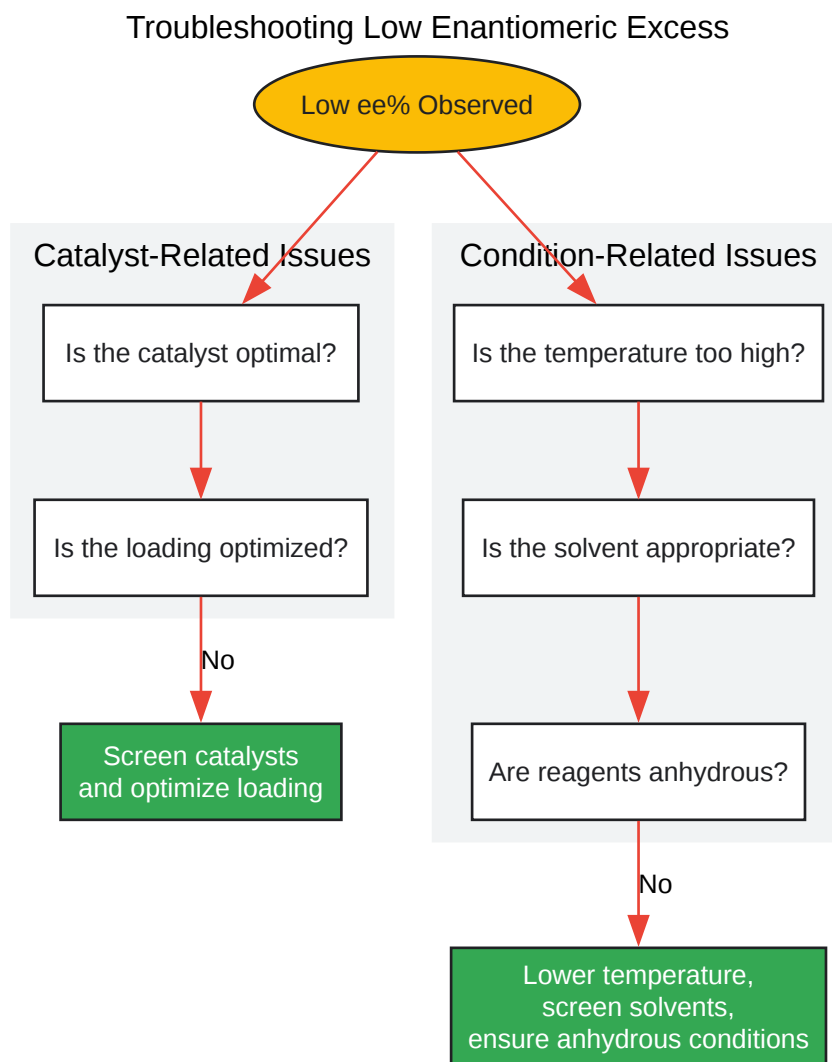 Troubleshooting Low Enantiomeric Excess
Low ee% Observed
Catalyst-Related Issues
Is the catalyst optimal?
Is the loading optimized?
No
Screen catalysts
and optimize loading
Condition-Related Issues
Is the temperature too high?
Is the solvent appropriate?
Are reagents anhydrous?
No
Lower temperature,
screen solvents,
ensure anhydrous conditions